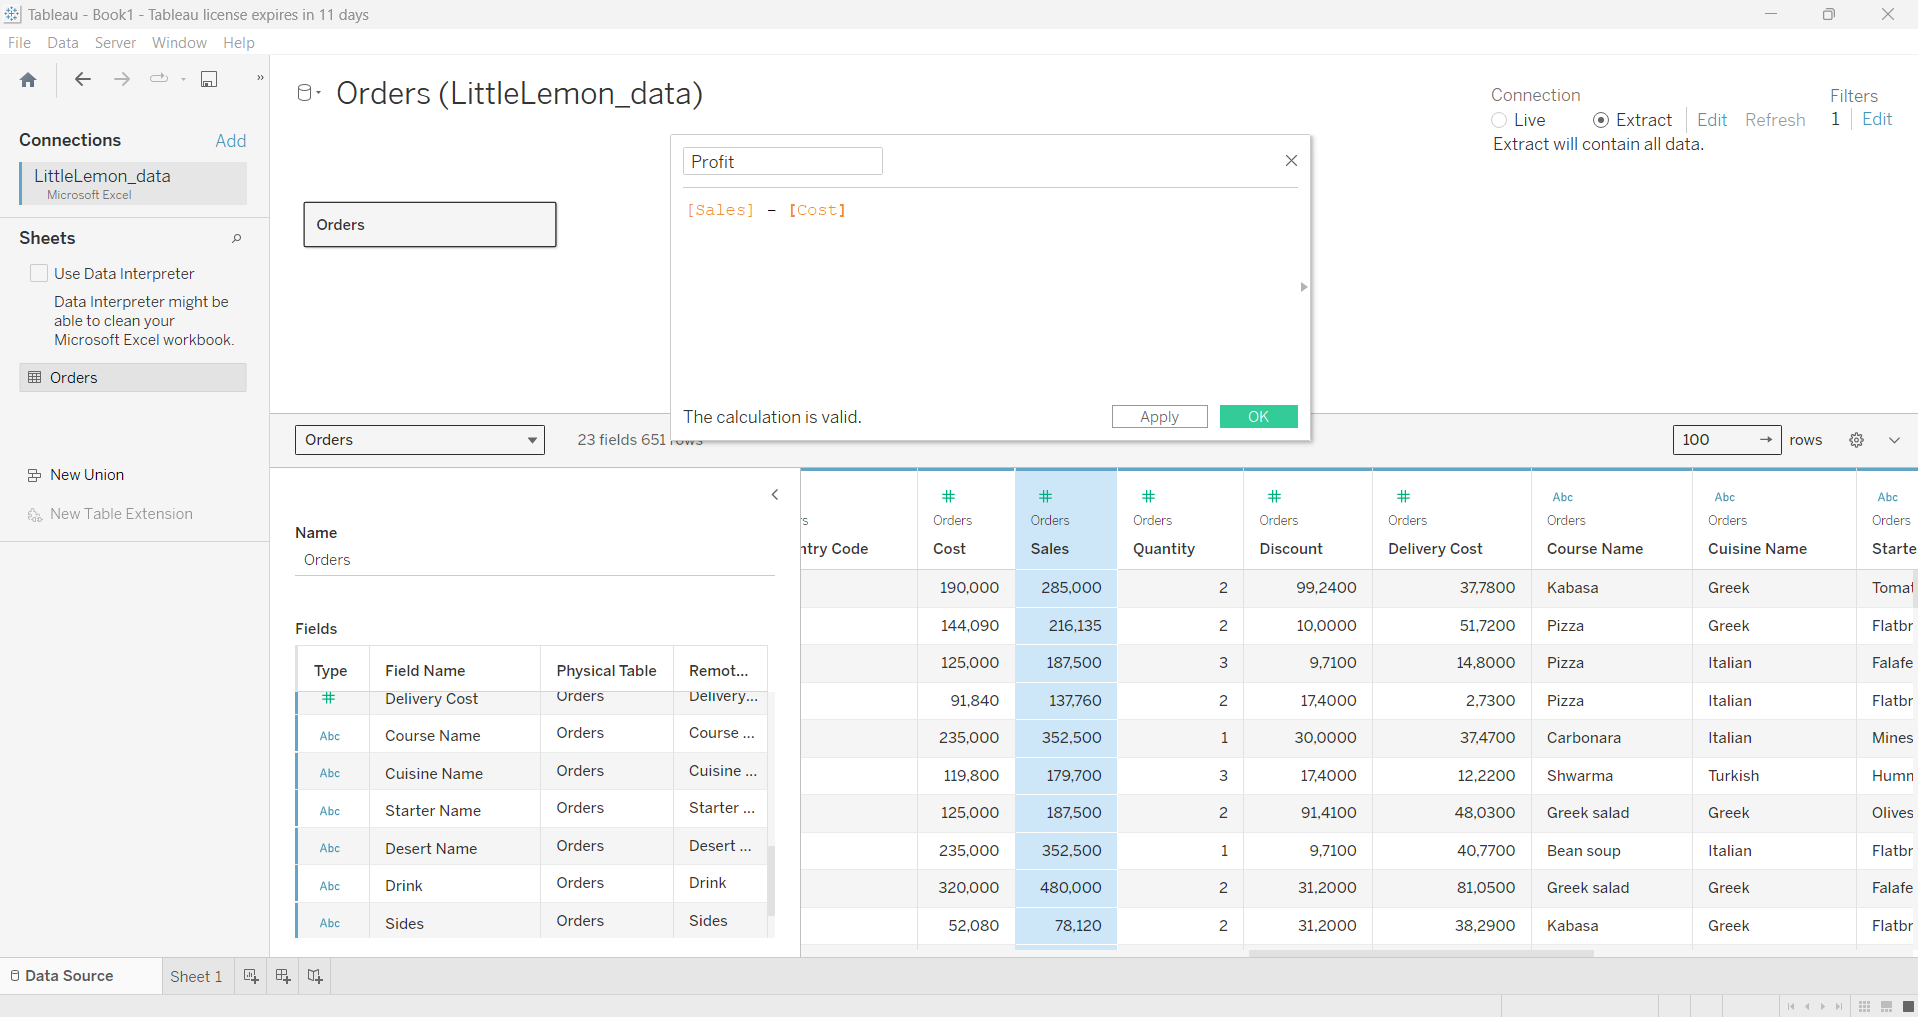 Tableau - Book1 - Tableau license expires in 11 days
File Data Server Window Help
Connections Add
LittleLemon_data
Microsoft Excel
Sheets
Use Data Interpreter
Data Interpreter might be
able to clean your
Microsoft Excel workbook.
Orders
New Union
New Table Extension
Orders (LittleLemon_data)
Connection
Live Extract Edit Refresh
Extract will contain all data.
Filters
1 Edit
Orders
Profit
[Sales] - [Cost]
The calculation is valid.
Apply OK
Orders
23 fields 651 rows
100 rows
Name
Orders
Fields
Type Field Name Physical Table Remot...
Delivery Cost Orders Delivery...
Abc Course Name Orders Course ...
Abc Cuisine Name Orders Cuisine ...
Abc Starter Name Orders Starter ...
Abc Desert Name Orders Desert ...
Abc Drink Orders Drink
Abc Sides Orders Sides
Abc Abc Abc
rs Orders Orders Orders Orders Orders Orders Orders Orders
ntry Code Cost Sales Quantity Discount Delivery Cost Course Name Cuisine Name Starte
190,000 285,000 2 99,2400 37,7800 Kabasa Greek Tomat
144,090 216,135 2 10,0000 51,7200 Pizza Greek Flatbr
125,000 187,500 3 9,7100 14,8000 Pizza Italian Falafe
91,840 137,760 2 17,4000 2,7300 Pizza Italian Flatbr
235,000 352,500 1 30,0000 37,4700 Carbonara Italian Mines
119,800 179,700 3 17,4000 12,2200 Shwarma Turkish Humm
125,000 187,500 2 91,4100 48,0300 Greek salad Greek Olives
235,000 352,500 1 9,7100 40,7700 Bean soup Italian Flatbr
320,000 480,000 2 31,2000 81,0500 Greek salad Greek Falafe
52,080 78,120 2 31,2000 38,2900 Kabasa Greek Flatbr
Data Source Sheet 1